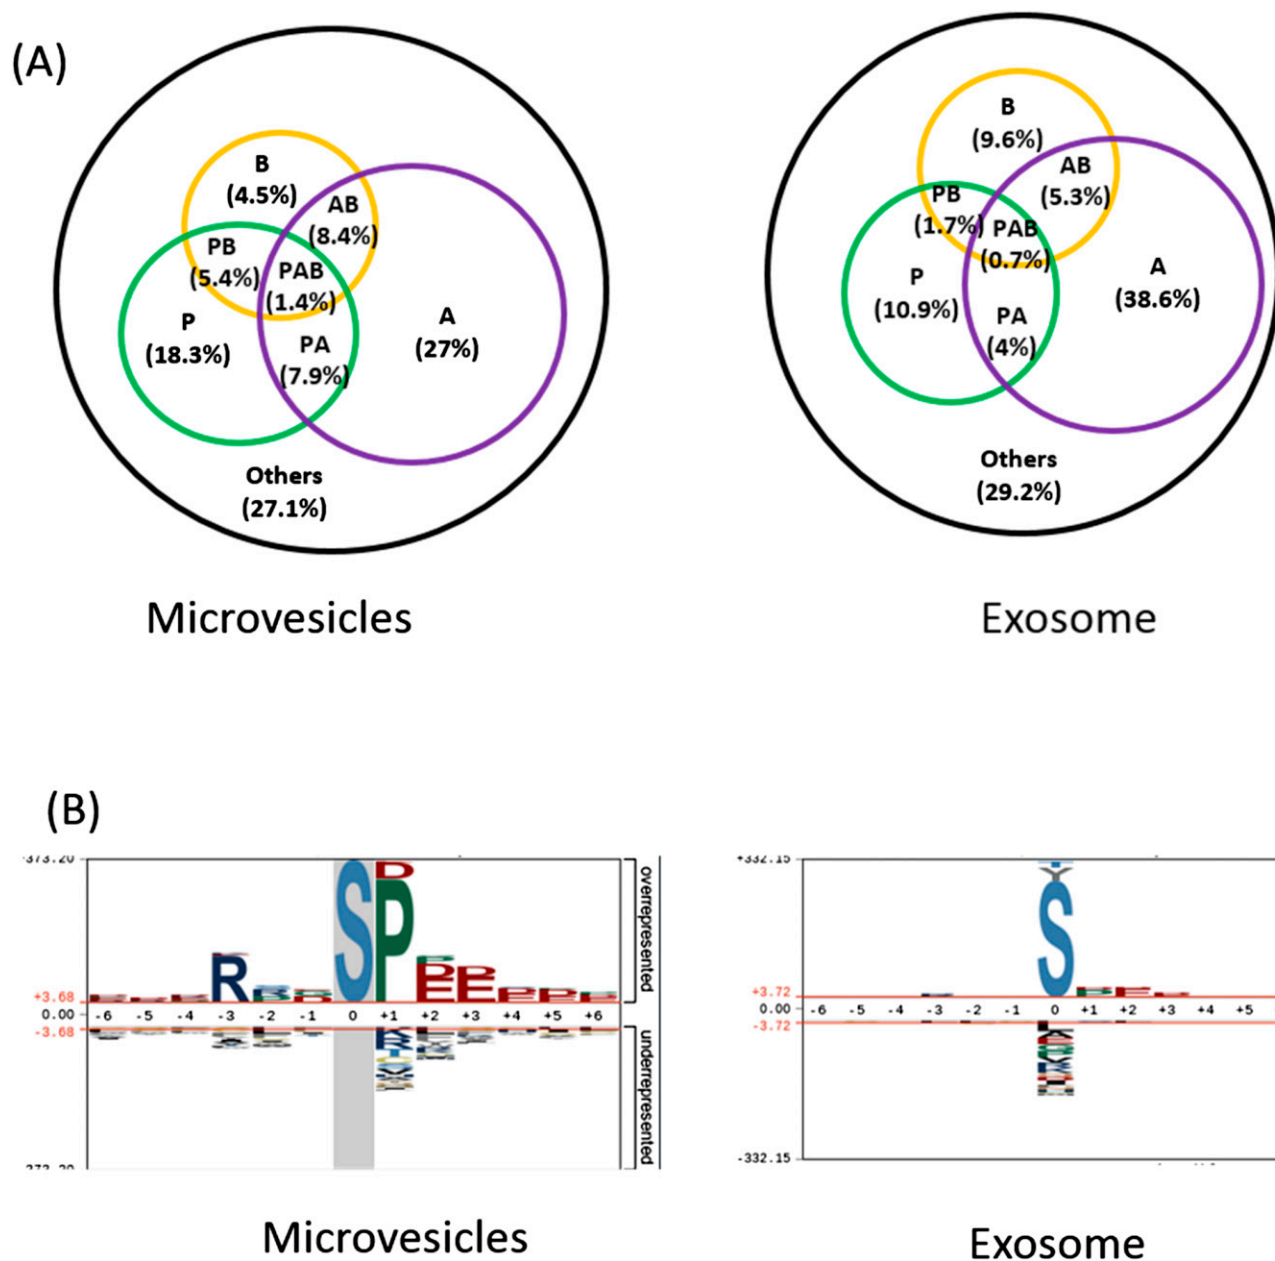 (A)
B
(4.5%)
AB
(8.4%)
PB
(5.4%)
PAB
(1.4%)
P
(18.3%)
PA
(7.9%)
A
(27%)
Others
(27.1%)
Microvesicles
B
(9.6%)
AB
(5.3%)
PB
(1.7%)
PAB
(0.7%)
P
(10.9%)
PA
(4%)
A
(38.6%)
Others
(29.2%)
Exosome
(B)
373.20
+3.68
0.00
-3.68
-6 -5 -4 -3 -2 -1 0 +1 +2 +3 +4 +5 +6
R
S
D
P
E E
overrepresented
underrepresented
Microvesicles
+332.15
+3.72
0.00
-3.72
-332.15
-6 -5 -4 -3 -2 -1 0 +1 +2 +3 +4 +5
Y
S
Exosome